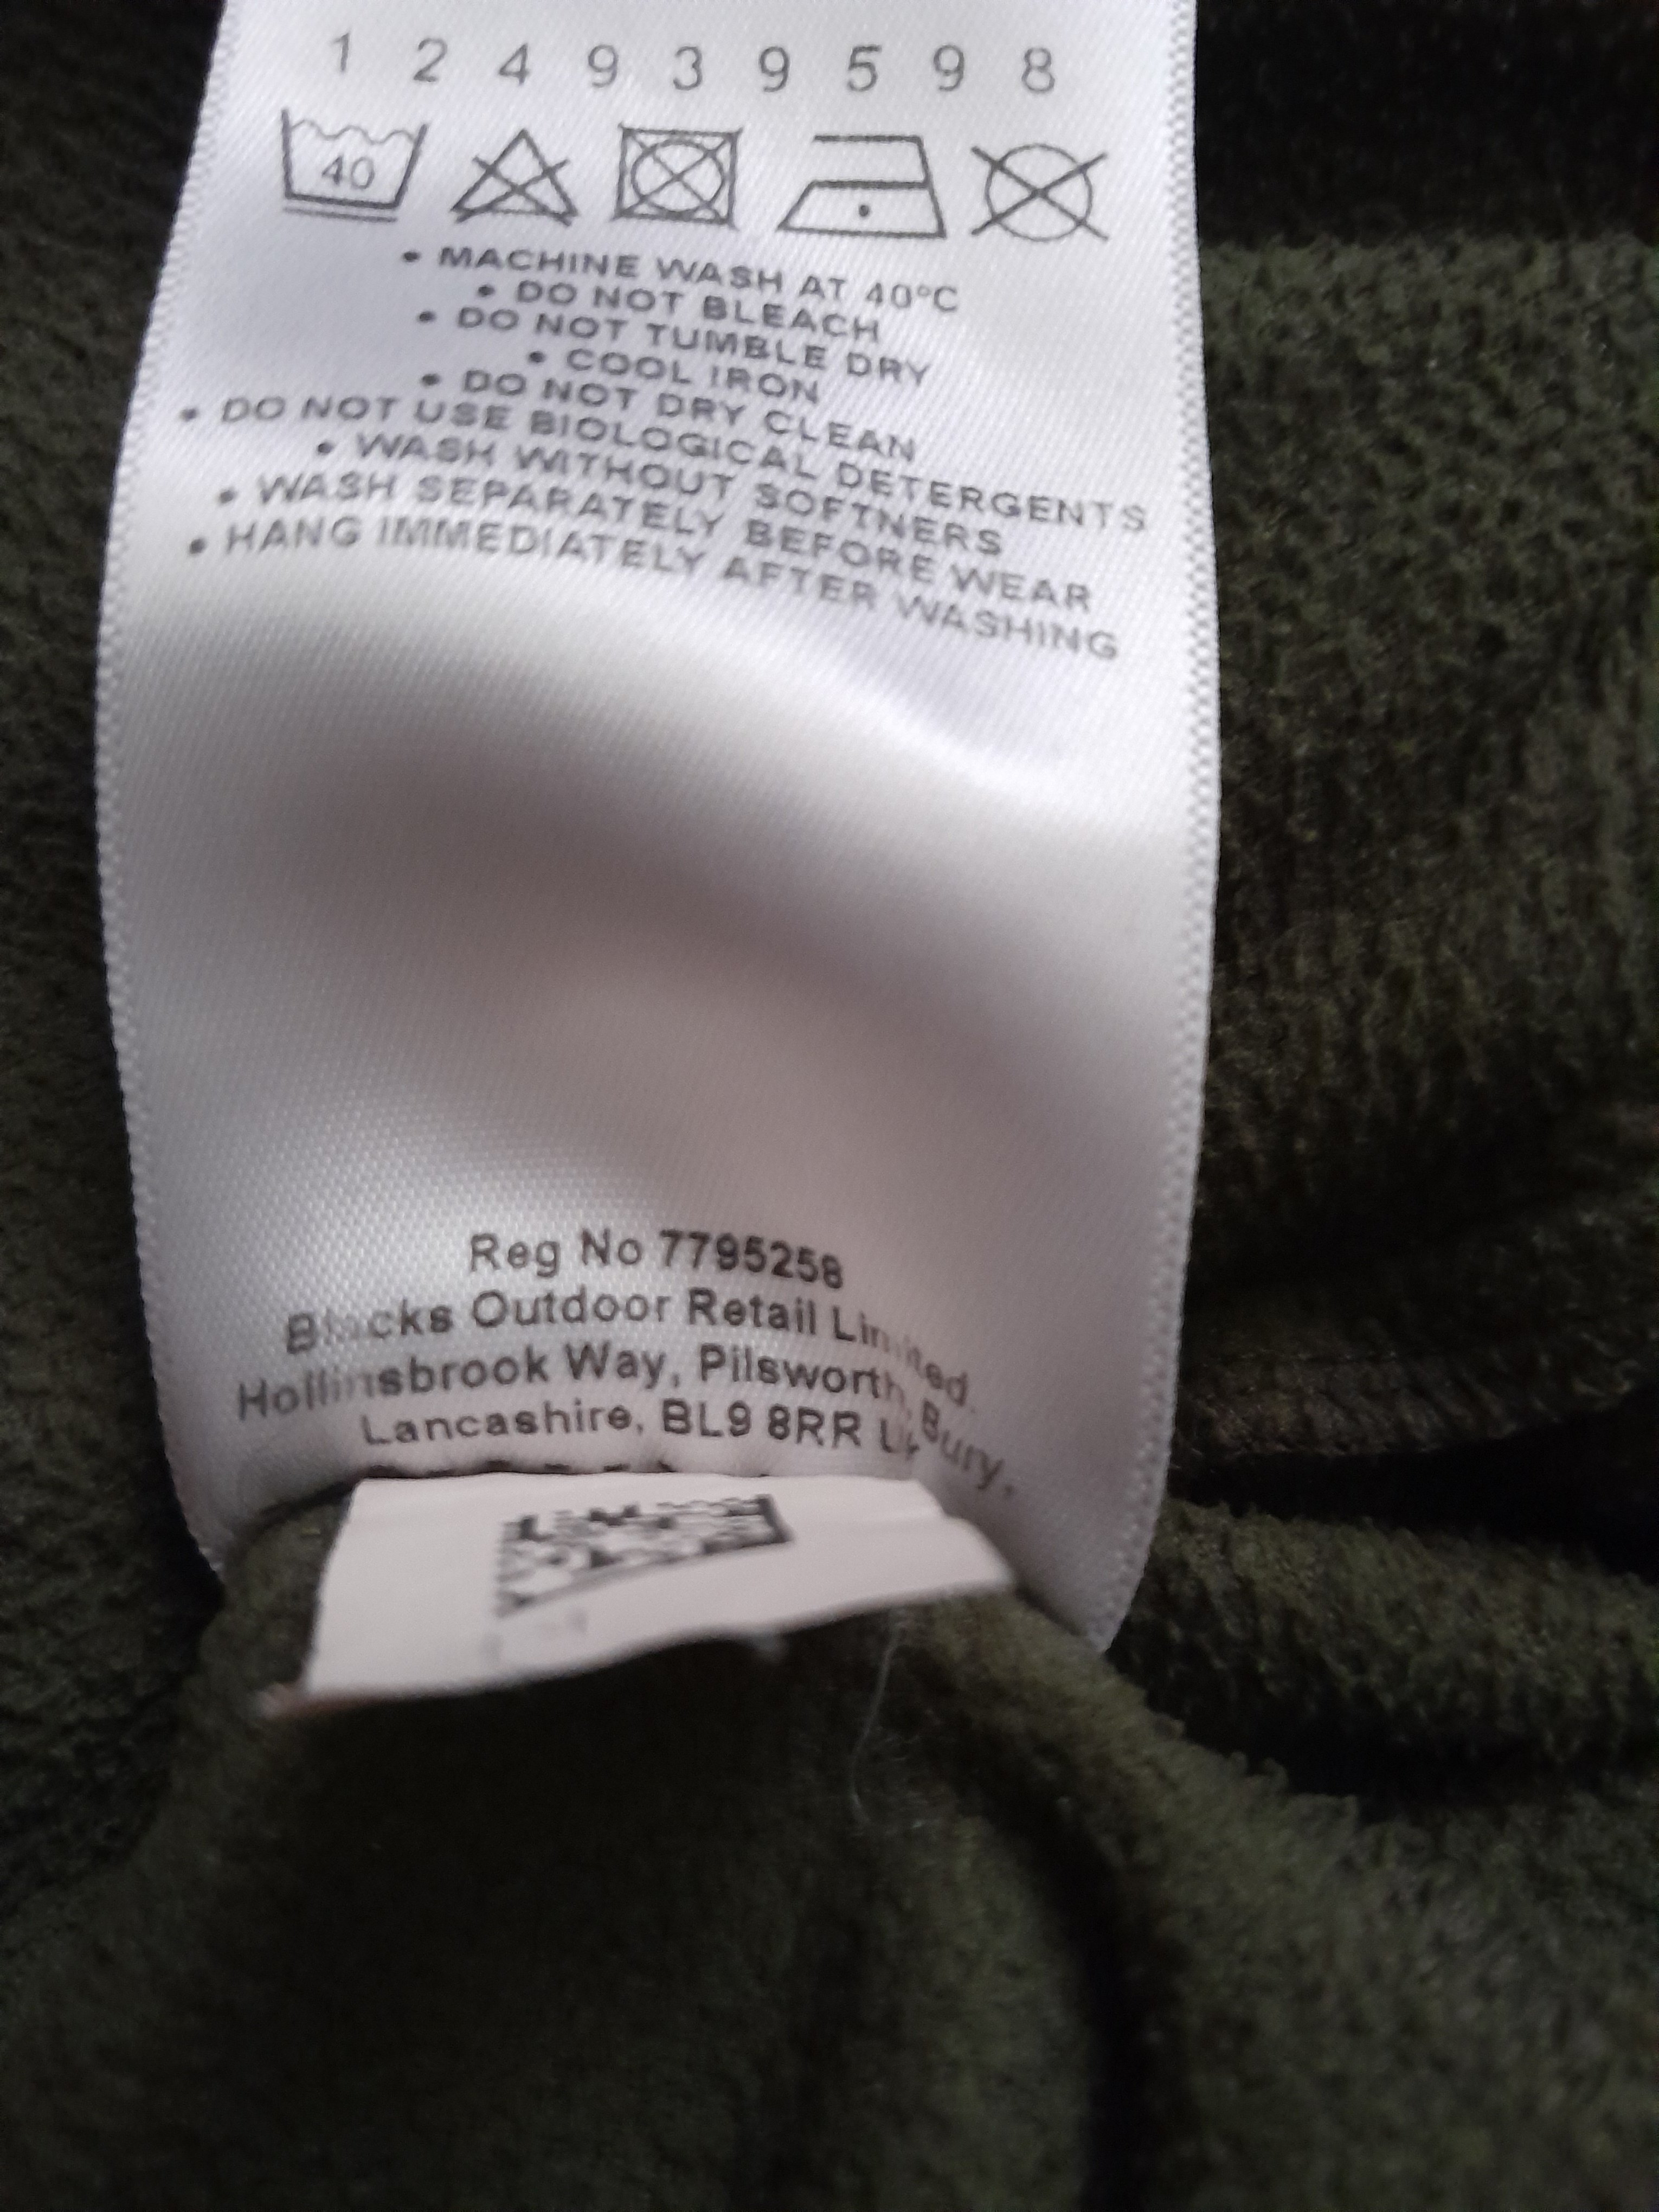 1 2 4 9 3 9 5 9 8
40
• MACHINE WASH AT 40°C
• DO NOT BLEACH
• DO NOT TUMBLE DRY
• COOL IRON
• DO NOT DRY CLEAN
• DO NOT USE BIOLOGICAL DETERGENTS
• WASH WITHOUT SOFTNERS
• WASH SEPARATELY BEFORE WEAR
• HANG IMMEDIATELY AFTER WASHING
Reg No 7795258
Blacks Outdoor Retail Limited.
Hollinsbrook Way, Pilsworth, Bury,
Lancashire, BL9 8RR